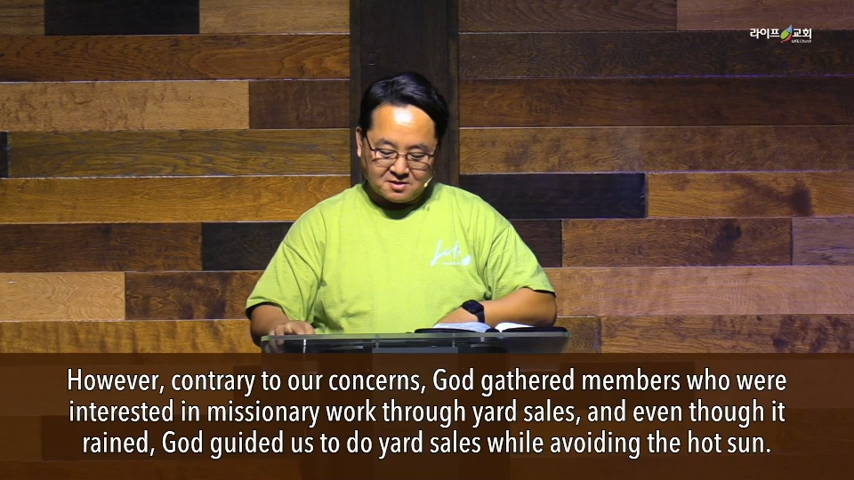 라이프 교회
Life
However, contrary to our concerns, God gathered members who were
interested in missionary work through yard sales, and even though it
rained, God guided us to do yard sales while avoiding the hot sun.